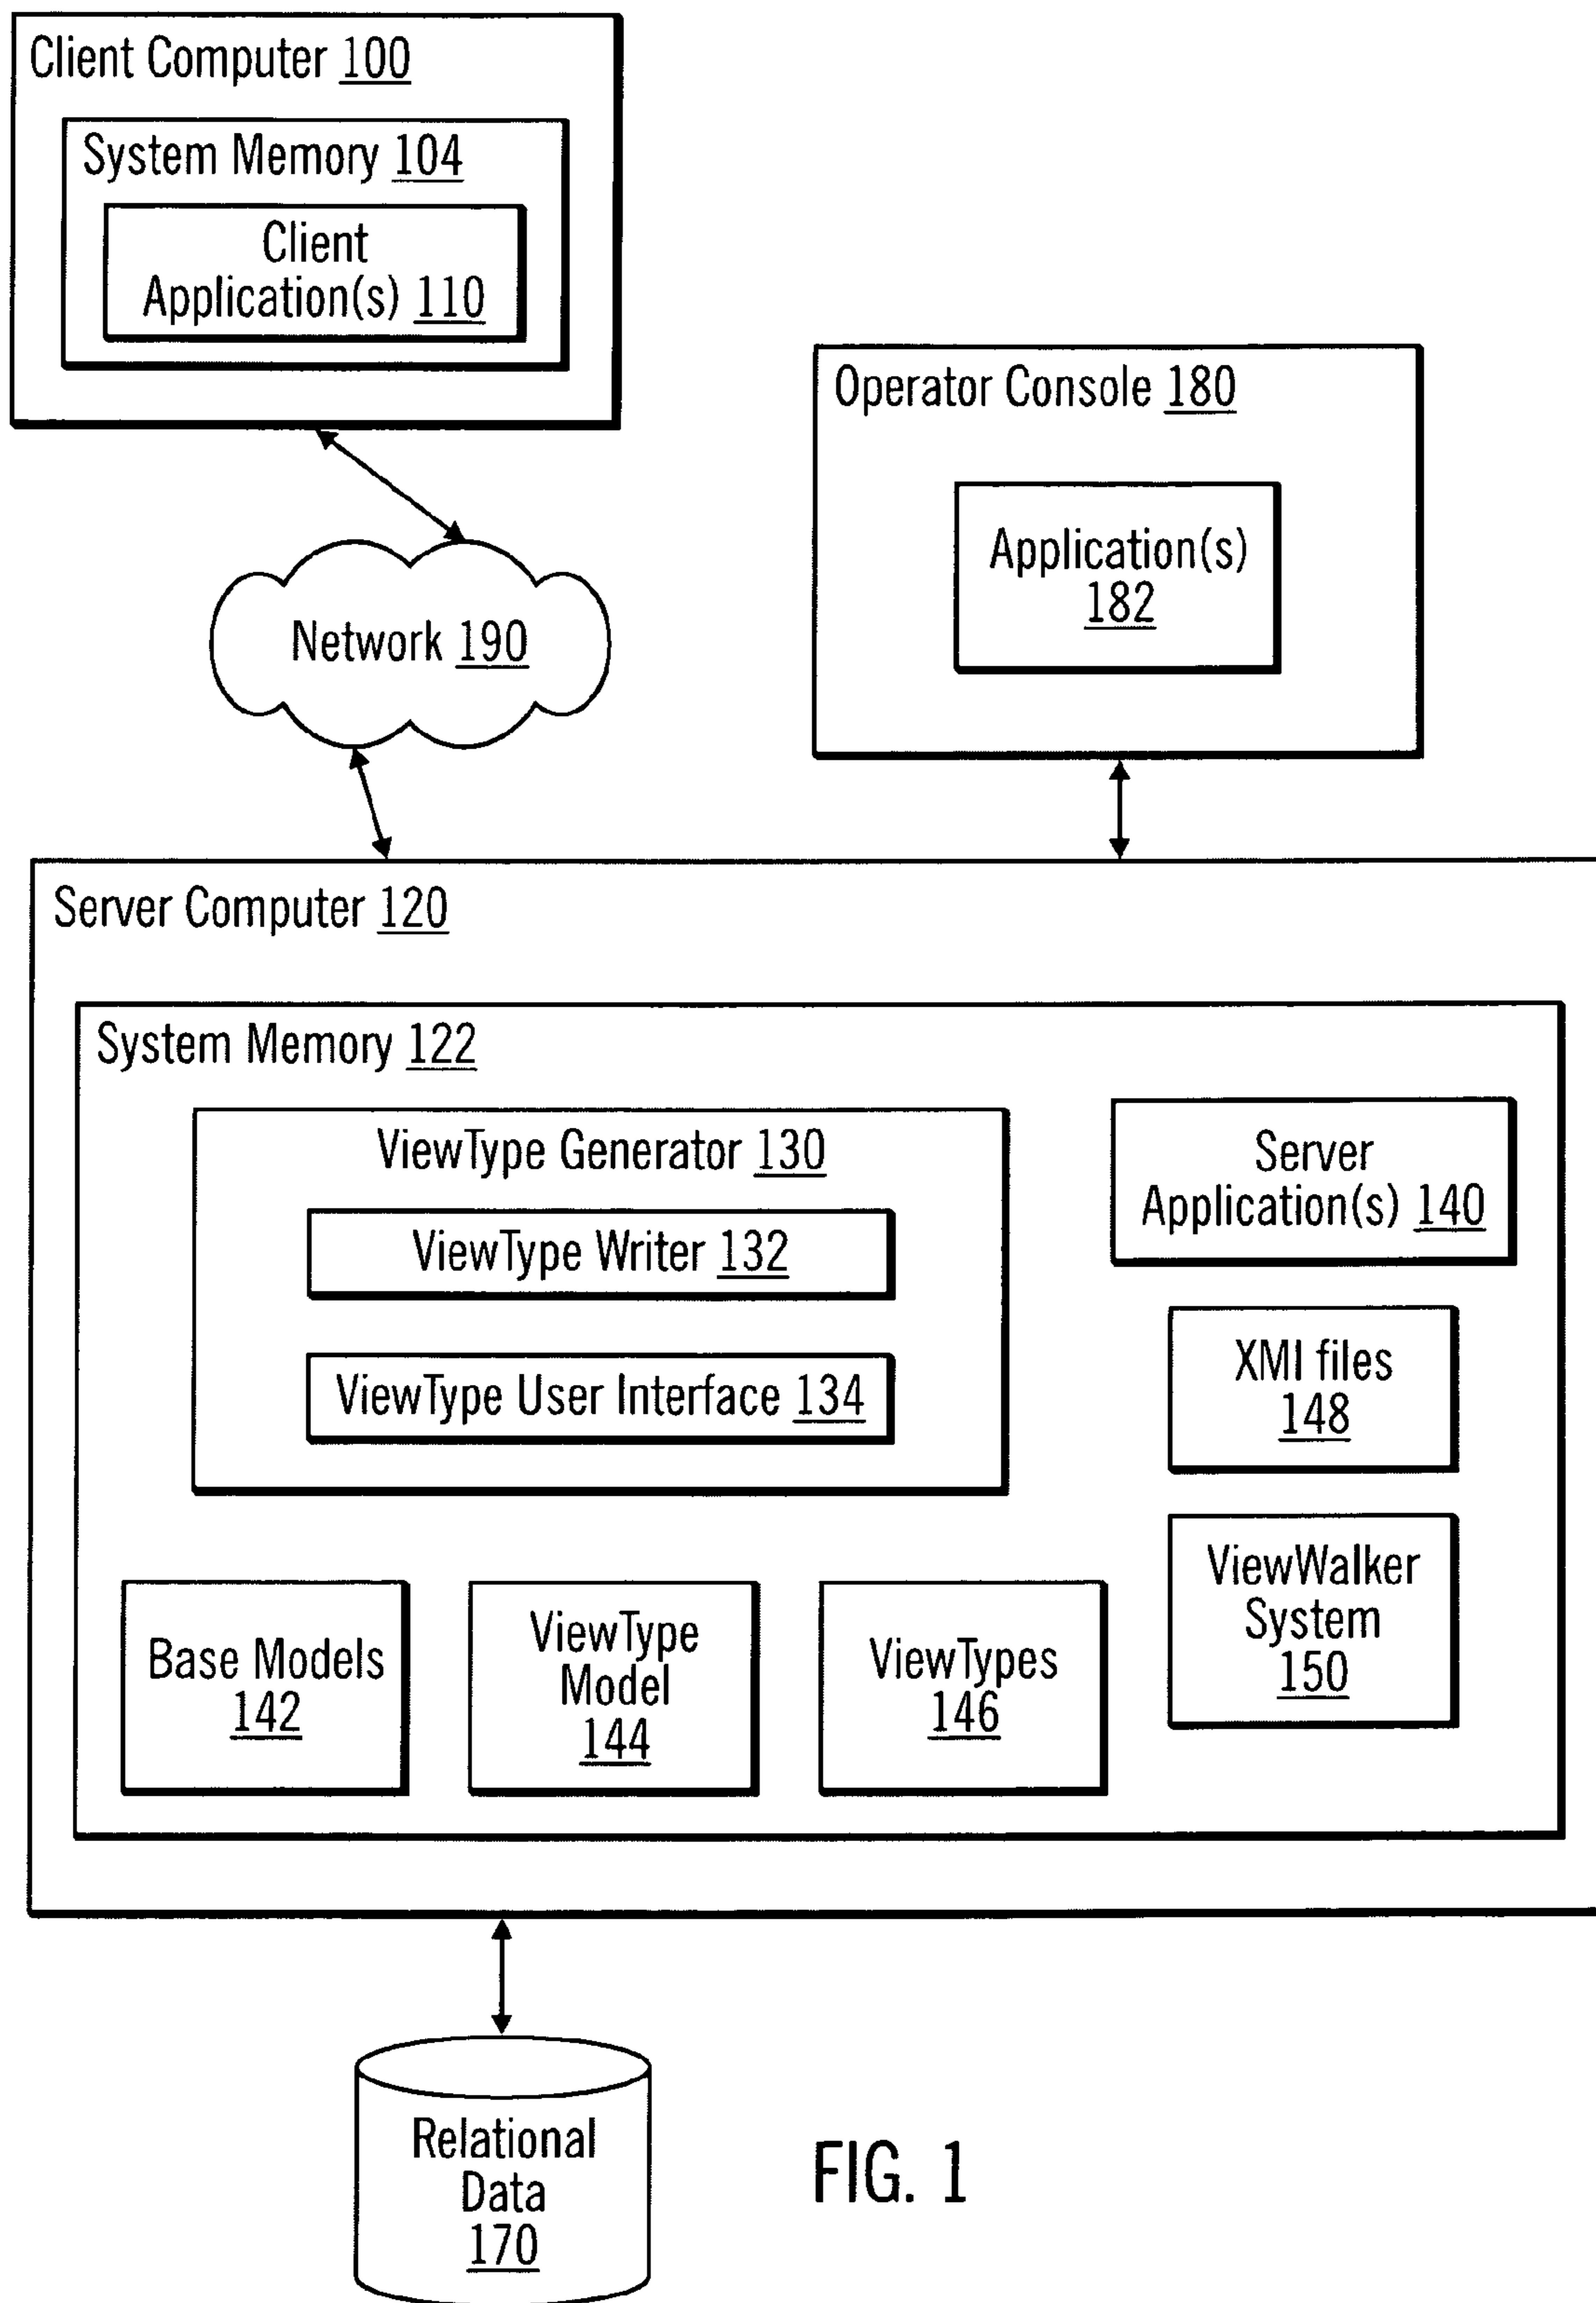 Client Computer 100
System Memory 104
Client
Application(s) 110
Operator Console 180
Application(s)
182
Network 190
Server Computer 120
System Memory 122
ViewType Generator 130
ViewType Writer 132
ViewType User Interface 134
Server
Application(s) 140
XMI files
148
ViewWalker
System
150
Base Models
142
ViewType
Model
144
ViewTypes
146
Relational
Data
170
FIG. 1